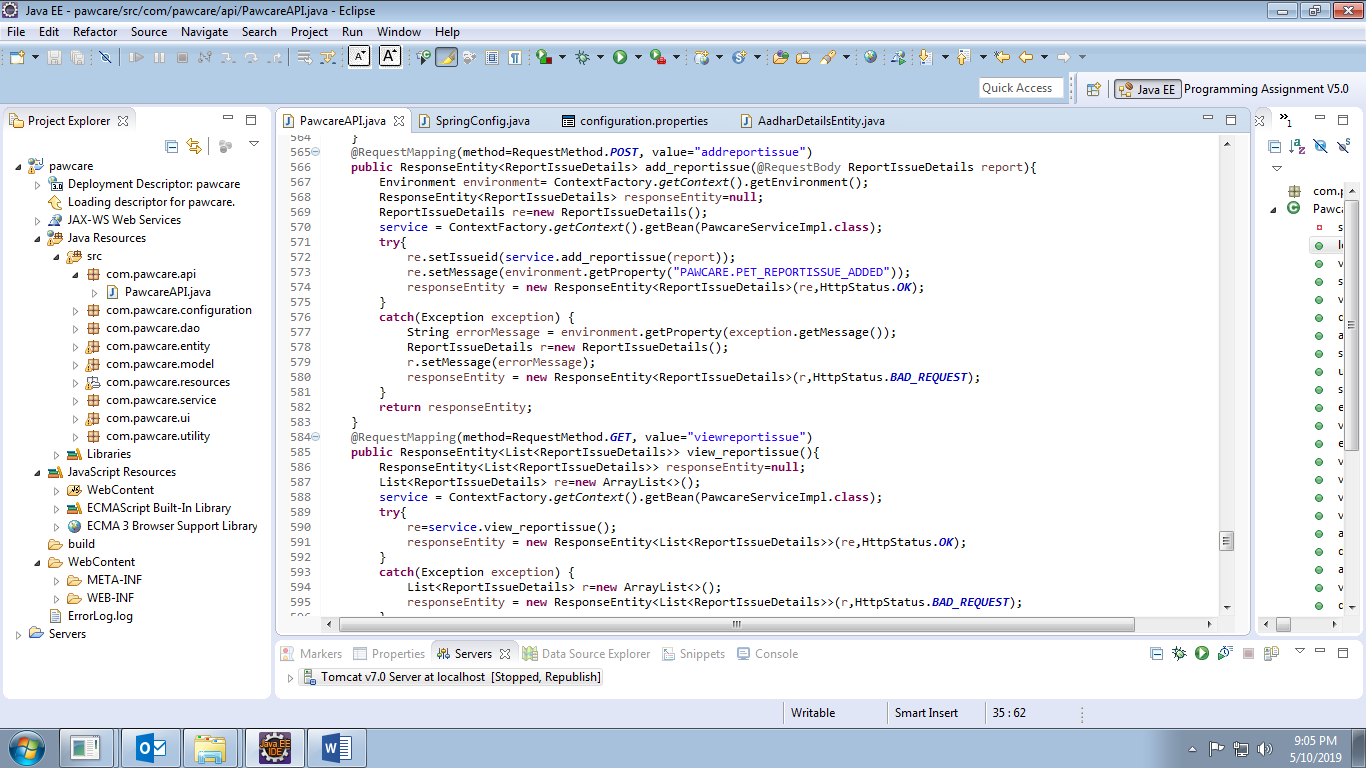 Java EE - pawcare/src/com/pawcare/api/PawcareAPI.java - Eclipse
File Edit Refactor Source Navigate Search Project Run Window Help
Quick Access
Java EE Programming Assignment V5.0
Project Explorer
pawcare
Deployment Descriptor: pawcare
Loading descriptor for pawcare.
JAX-WS Web Services
Java Resources
src
com.pawcare.api
PawcareAPI.java
com.pawcare.configuration
com.pawcare.dao
com.pawcare.entity
com.pawcare.model
com.pawcare.resources
com.pawcare.service
com.pawcare.ui
com.pawcare.utility
Libraries
JavaScript Resources
WebContent
ECMAScript Built-In Library
ECMA 3 Browser Support Library
build
WebContent
META-INF
WEB-INF
ErrorLog.log
Servers
PawcareAPI.java SpringConfig.java configuration.properties AadharDetailsEntity.java
564 }
565 @RequestMapping(method=RequestMethod.POST, value="addreportissue")
566 public ResponseEntity<ReportIssueDetails> add_reportissue(@RequestBody ReportIssueDetails report){
567 Environment environment= ContextFactory.getContext().getEnvironment();
568 ResponseEntity<ReportIssueDetails> responseEntity=null;
569 ReportIssueDetails re=new ReportIssueDetails();
570 service = ContextFactory.getContext().getBean(PawcareServiceImpl.class);
571 try{
572 re.setIssueid(service.add_reportissue(report));
573 re.setMessage(environment.getProperty("PAWCARE.PET_REPORTISSUE_ADDED"));
574 responseEntity = new ResponseEntity<ReportIssueDetails>(re,HttpStatus.OK);
575 }
576 catch(Exception exception) {
577 String errorMessage = environment.getProperty(exception.getMessage());
578 ReportIssueDetails r=new ReportIssueDetails();
579 r.setMessage(errorMessage);
580 responseEntity = new ResponseEntity<ReportIssueDetails>(r,HttpStatus.BAD_REQUEST);
581 }
582 return responseEntity;
583 }
584 @RequestMapping(method=RequestMethod.GET, value="viewreportissue")
585 public ResponseEntity<List<ReportIssueDetails>> view_reportissue(){
586 ResponseEntity<List<ReportIssueDetails>> responseEntity=null;
587 List<ReportIssueDetails> re=new ArrayList<>();
588 service = ContextFactory.getContext().getBean(PawcareServiceImpl.class);
589 try{
590 re=service.view_reportissue();
591 responseEntity = new ResponseEntity<List<ReportIssueDetails>>(re,HttpStatus.OK);
592 }
593 catch(Exception exception) {
594 List<ReportIssueDetails> r=new ArrayList<>();
595 responseEntity = new ResponseEntity<List<ReportIssueDetails>>(r,HttpStatus.BAD_REQUEST);
Markers Properties Servers Data Source Explorer Snippets Console
Tomcat v7.0 Server at localhost [Stopped, Republish]
Writable Smart Insert 35 : 62
9:05 PM
5/10/2019